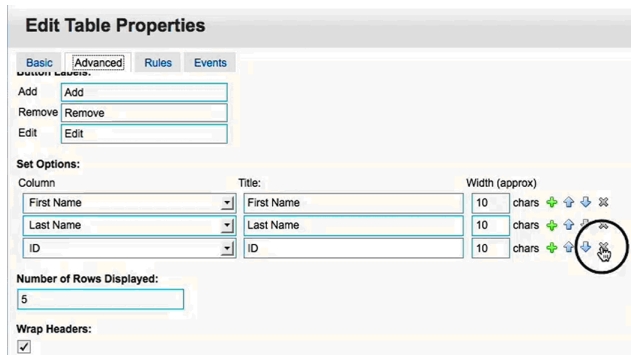 Edit Table Properties
Basic Advanced Rules Events
Button Labels:
Add Add
Remove Remove
Edit Edit
Set Options:
Column Title: Width (approx)
First Name First Name 10 chars
Last Name Last Name 10 chars
ID ID 10 chars
Number of Rows Displayed:
5
Wrap Headers: